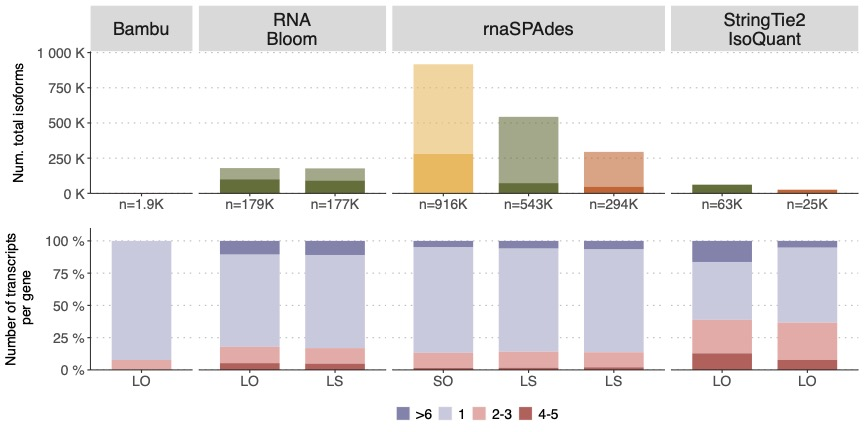 Bambu
RNA
Bloom
rnaSPAdes
StringTie2
IsoQuant
Num. total isoforms
1 000 K
750 K
500 K
250 K
0 K
n=1.9K
n=179K
n=177K
n=916K
n=543K
n=294K
n=63K
n=25K
Number of transcripts
per gene
100 %
75 %
50 %
25 %
0 %
LO
LO
LS
SO
LS
LS
LO
LO
>6
1
2-3
4-5